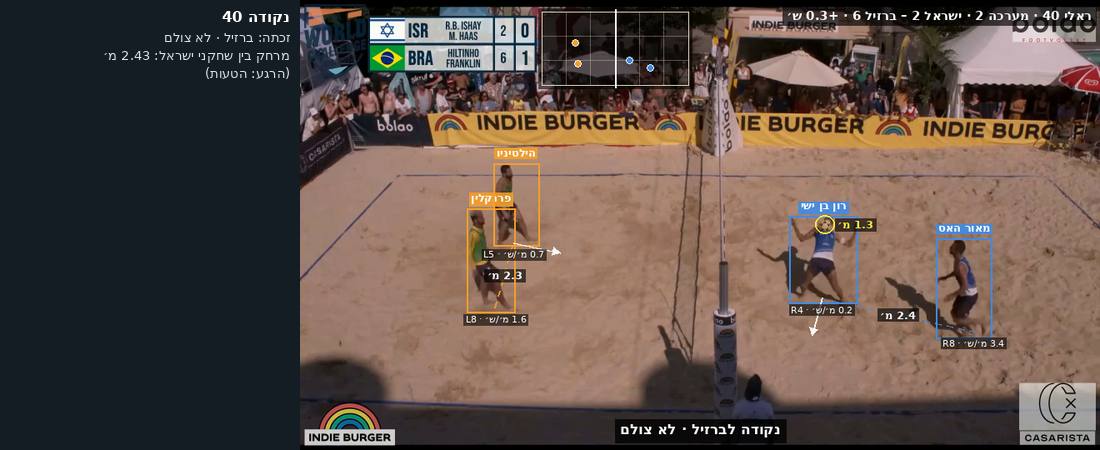 נקודה 40
זכתה: ברזיל · לא צולם
מרחק בין שחקני ישראל: 2.43 מ׳
(הרגע: הטעות)
ראלי 40 · מערכה 2 · ישראל 2 – ברזיל 6 · +0.3 ש׳
ISR R.B. ISHAY M. HAAS 2 0
BRA HILTINHO FRANKLIN 6 1
INDIE BURGER
bolao
FOOTVOLLEY
bolao
INDIE BURGER
INDIE BURGER
CASARISTA
הילטיניו
פרנקלין
רון בן ישי
מאור האס
1.3 מ׳
L5 · 0.7 מ׳/ש׳
2.3 מ׳
L8 · 1.6 מ׳/ש׳
R4 · 0.2 מ׳/ש׳
2.4 מ׳
R8 · 3.4 מ׳/ש׳
נקודה לברזיל · לא צולם
INDIE BURGER
CASARISTA